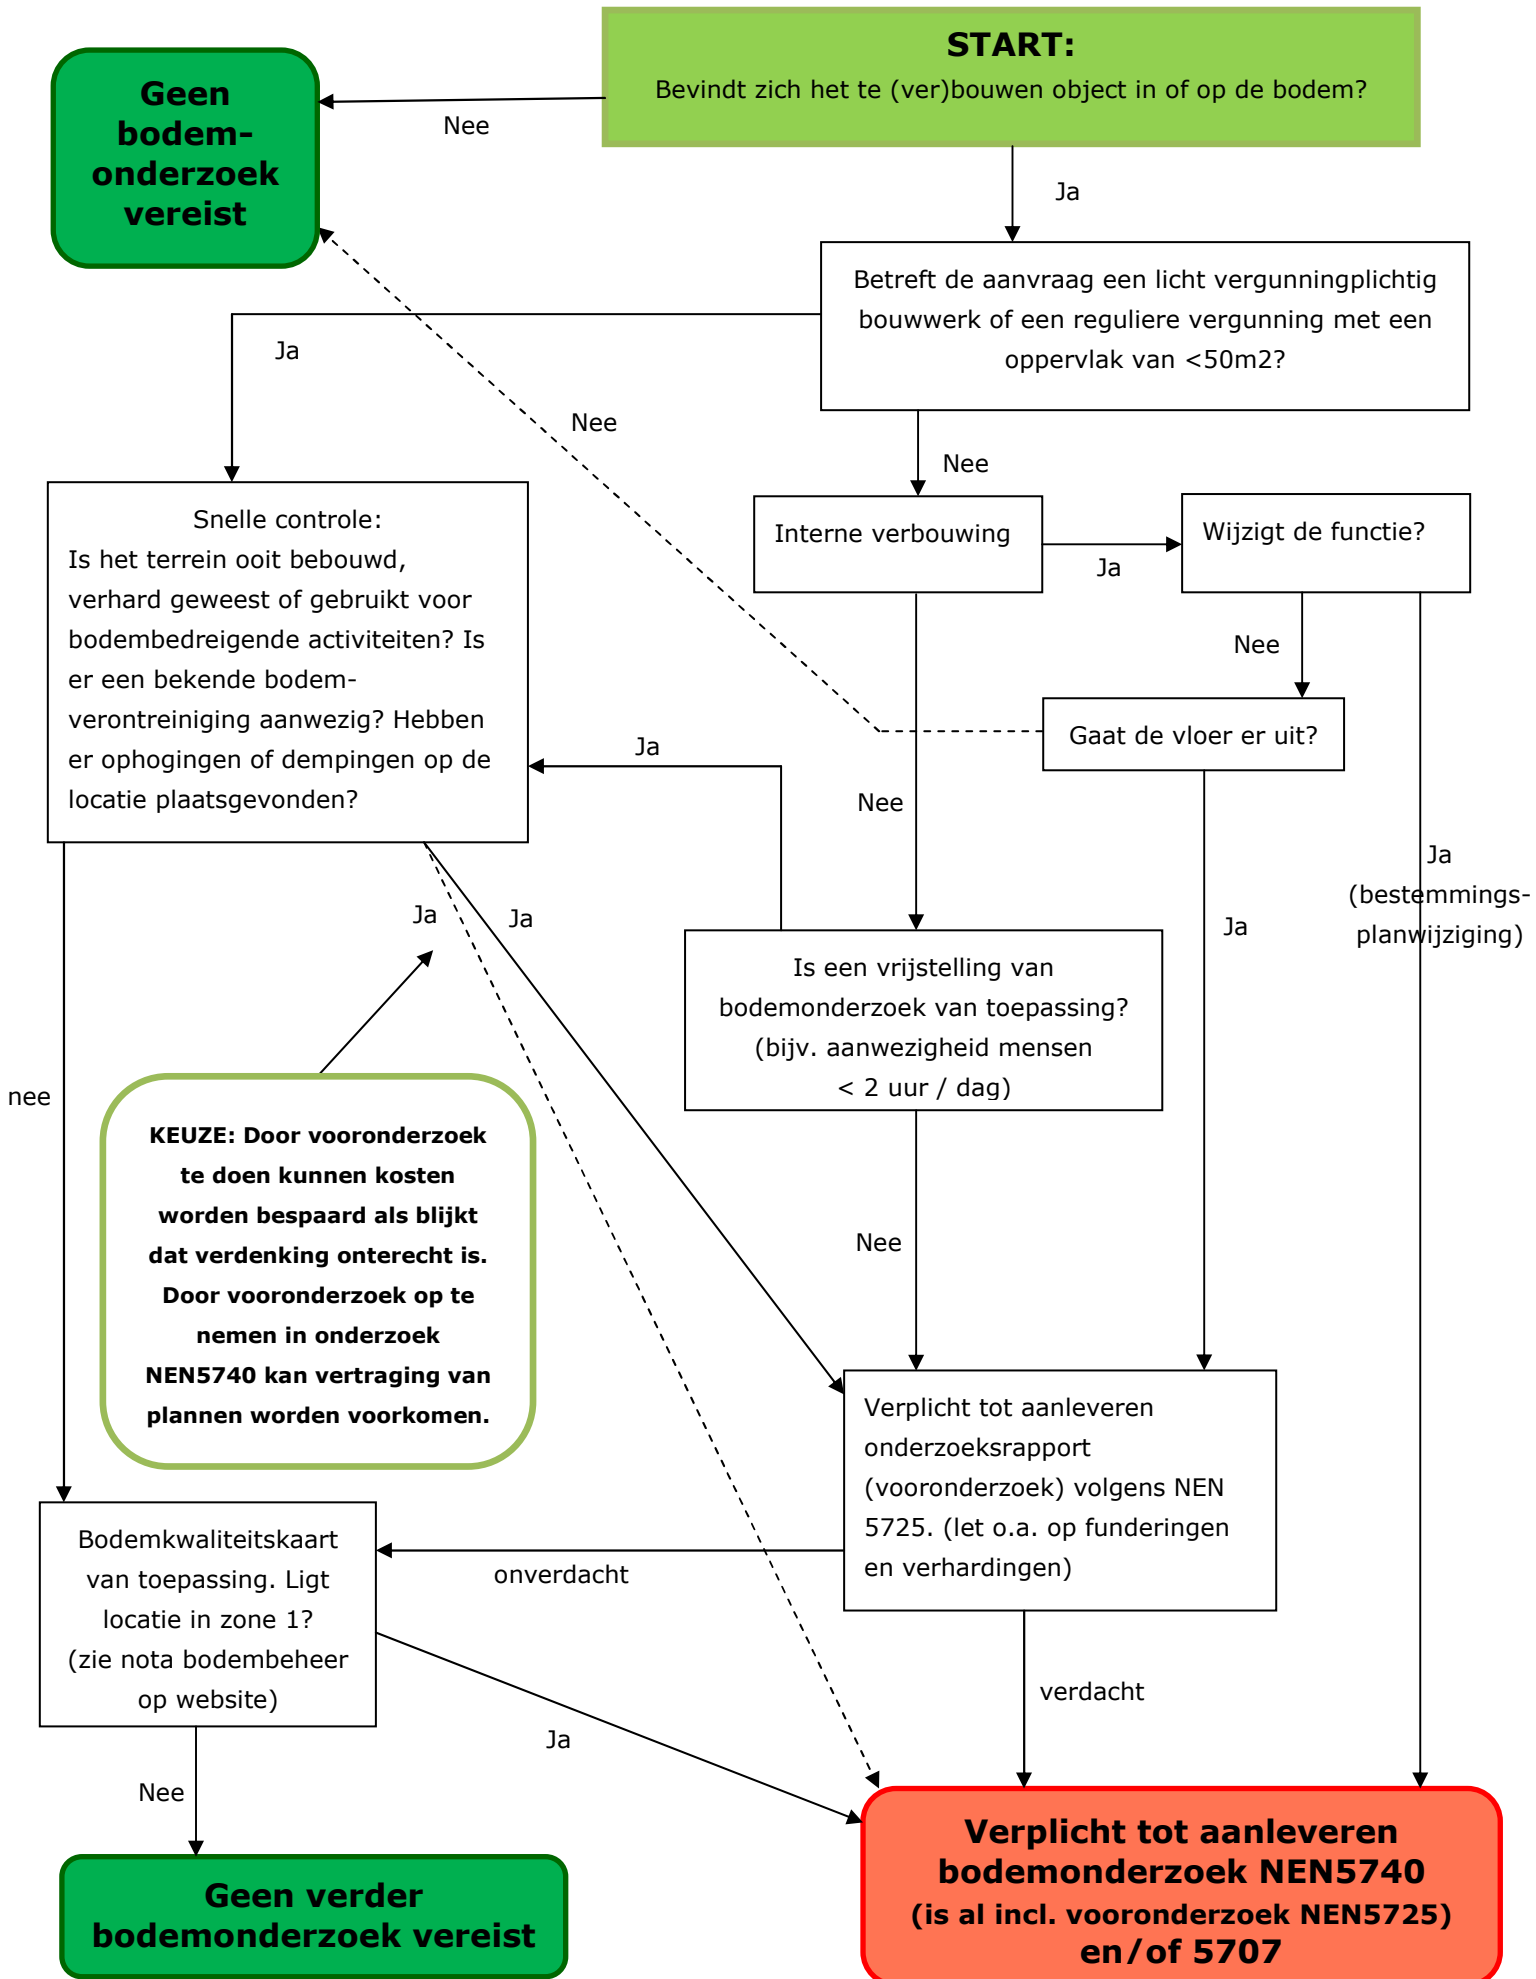 START:
Bevindt zich het te (ver)bouwen object in of op de bodem?
Geen
bodem-
onderzoek
vereist
Nee
Ja
Betreft de aanvraag een licht vergunningplichtig
bouwwerk of een reguliere vergunning met een
oppervlak van <50m2?
Ja
Nee
Nee
Snelle controle:
Is het terrein ooit bebouwd,
verhard geweest of gebruikt voor
bodembedreigende activiteiten? Is
er een bekende bodem-
verontreiniging aanwezig? Hebben
er ophogingen of dempingen op de
locatie plaatsgevonden?
Interne verbouwing
Ja
Wijzigt de functie?
Nee
Gaat de vloer er uit?
Ja
Nee
Ja
(bestemmings-
planwijziging)
Ja
Ja
Ja
Is een vrijstelling van
bodemonderzoek van toepassing?
(bijv. aanwezigheid mensen
< 2 uur / dag)
nee
KEUZE: Door vooronderzoek
te doen kunnen kosten
worden bespaard als blijkt
dat verdenking onterecht is.
Door vooronderzoek op te
nemen in onderzoek
NEN5740 kan vertraging van
plannen worden voorkomen.
Nee
Verplicht tot aanleveren
onderzoeksrapport
(vooronderzoek) volgens NEN
5725. (let o.a. op funderingen
en verhardingen)
Bodemkwaliteitskaart
van toepassing. Ligt
locatie in zone 1?
(zie nota bodembeheer
op website)
onverdacht
verdacht
Ja
Nee
Geen verder
bodemonderzoek vereist
Verplicht tot aanleveren
bodemonderzoek NEN5740
(is al incl. vooronderzoek NEN5725)
en/of 5707